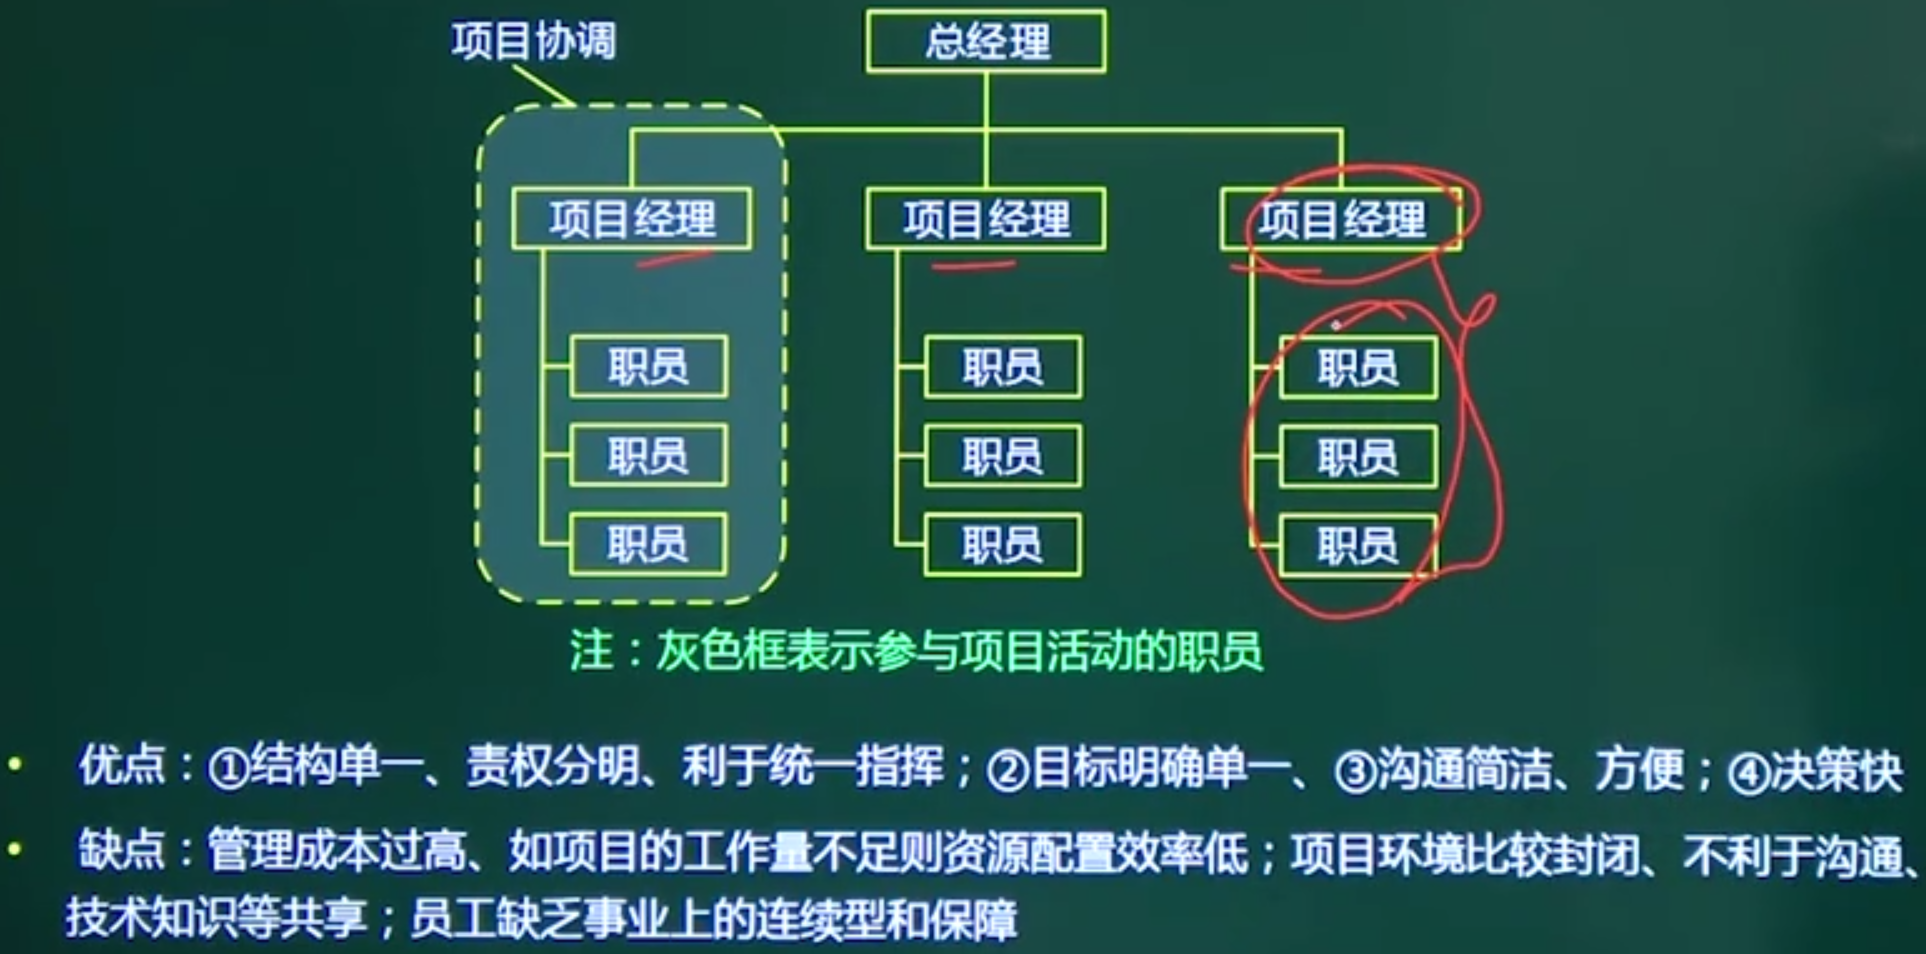 项目协调
总经理
项目经理
项目经理
项目经理
职员
职员
职员
职员
职员
职员
职员
职员
职员
注：灰色框表示参与项目活动的职员
• 优点：①结构单一、责权分明、利于统一指挥；②目标明确单一、③沟通简洁、方便；④决策快
• 缺点：管理成本过高、如项目的工作量不足则资源配置效率低；项目环境比较封闭、不利于沟通、
技术知识等共享；员工缺乏事业上的连续型和保障